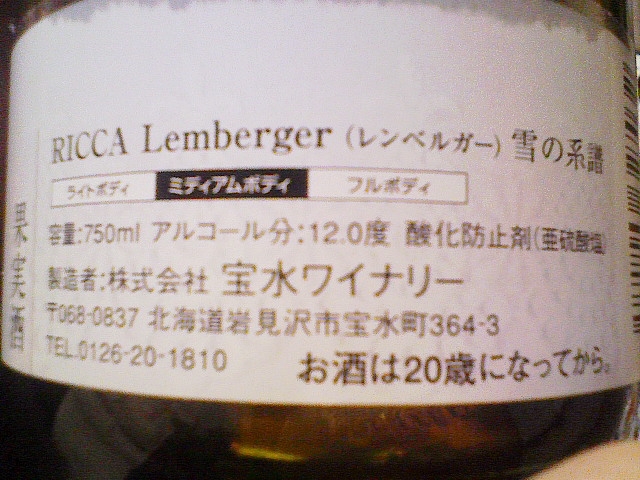 RICCA Lemberger (レンベルガー) 雪の系譜
ライトボディ ミディアムボディ フルボディ
容量:750ml アルコール分:12.0度 酸化防止剤(亜硫酸塩)
製造者:株式会社 宝水ワイナリー
〒068-0837 北海道岩見沢市宝水町364-3
TEL.0126-20-1810 お酒は20歳になってから。
果実酒